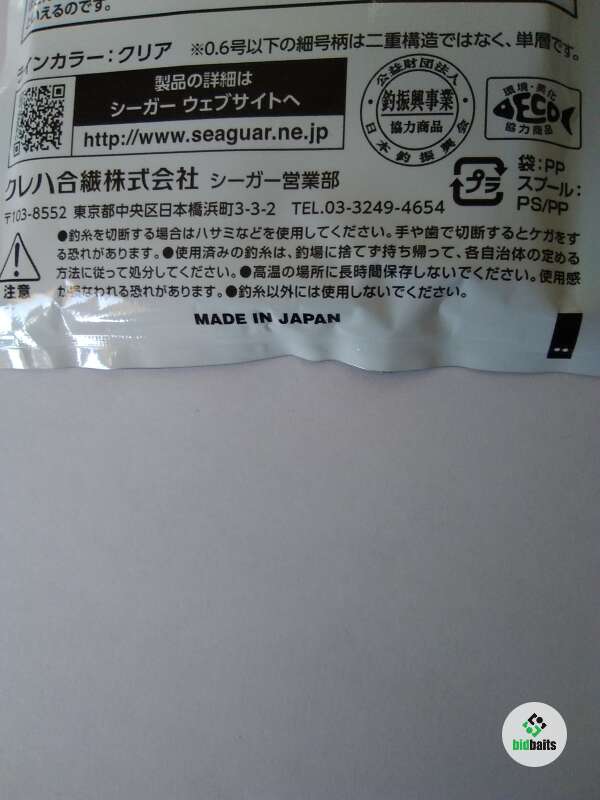 いえるのです。
ラインカラー：クリア ※0.6号以下の細号柄は二重構造ではなく、単層です。
製品の詳細は
シーガー ウェブサイトへ
http://www.seaguar.ne.jp
公益財団法人
釣振興事業
協力商品
日本釣振興会
環境・美化
ECO
協力商品
クレハ合繊株式会社 シーガー営業部
〒103-8552 東京都中央区日本橋浜町3-3-2 TEL.03-3249-4654
プラ
袋：PP
スプール：
PS/PP
注意
●釣糸を切断する場合はハサミなどを使用してください。手や歯で切断するとケガをす
る恐れがあります。●使用済みの釣糸は、釣場に捨てず持ち帰って、各自治体の定める
方法に従って処分してください。●高温の場所に長時間保存しないでください。使用感
が損なわれる恐れがあります。●釣糸以外には使用しないでください。
MADE IN JAPAN
bidbaits